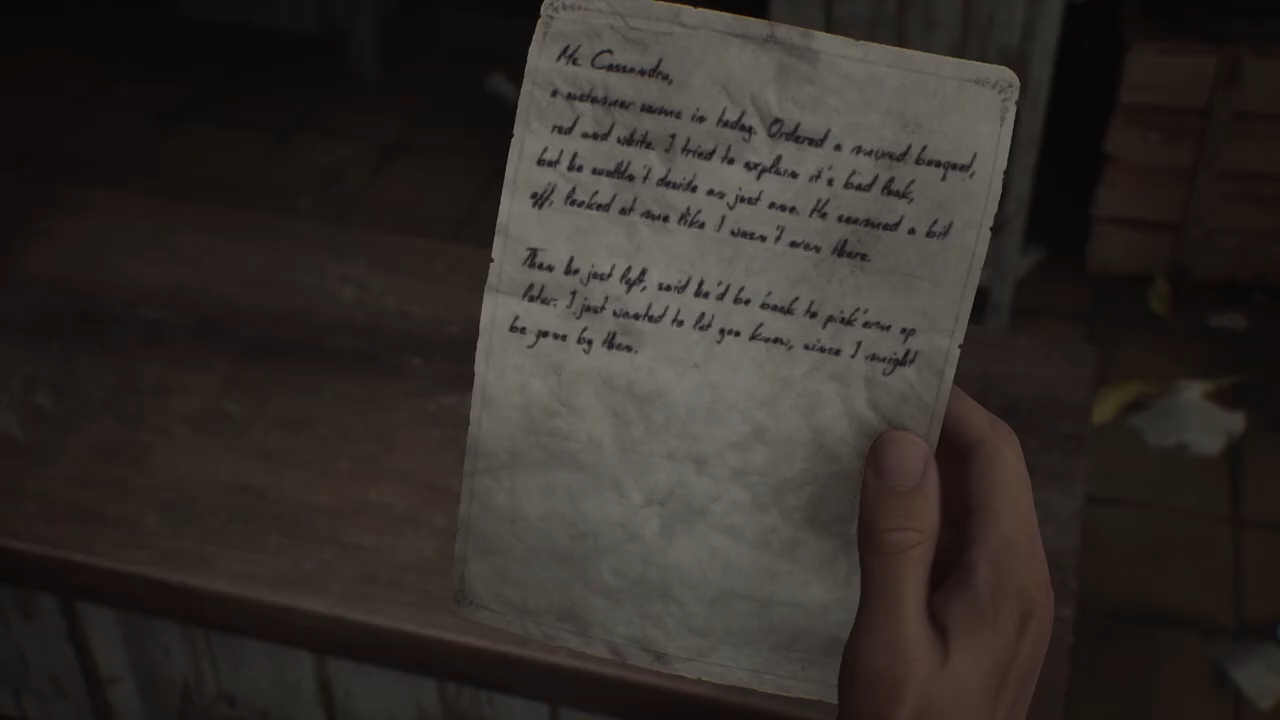 Ms. Cassandra,
a customer came in today. Ordered a mixed bouquet,
red and white. I tried to explain it's bad luck,
but he wouldn't decide on just one. He seemed a bit
off, looked at me like I wasn't even there.
Then he just left, said he'd be back to pick'em up
later. I just wanted to let you know, since I might
be gone by then.